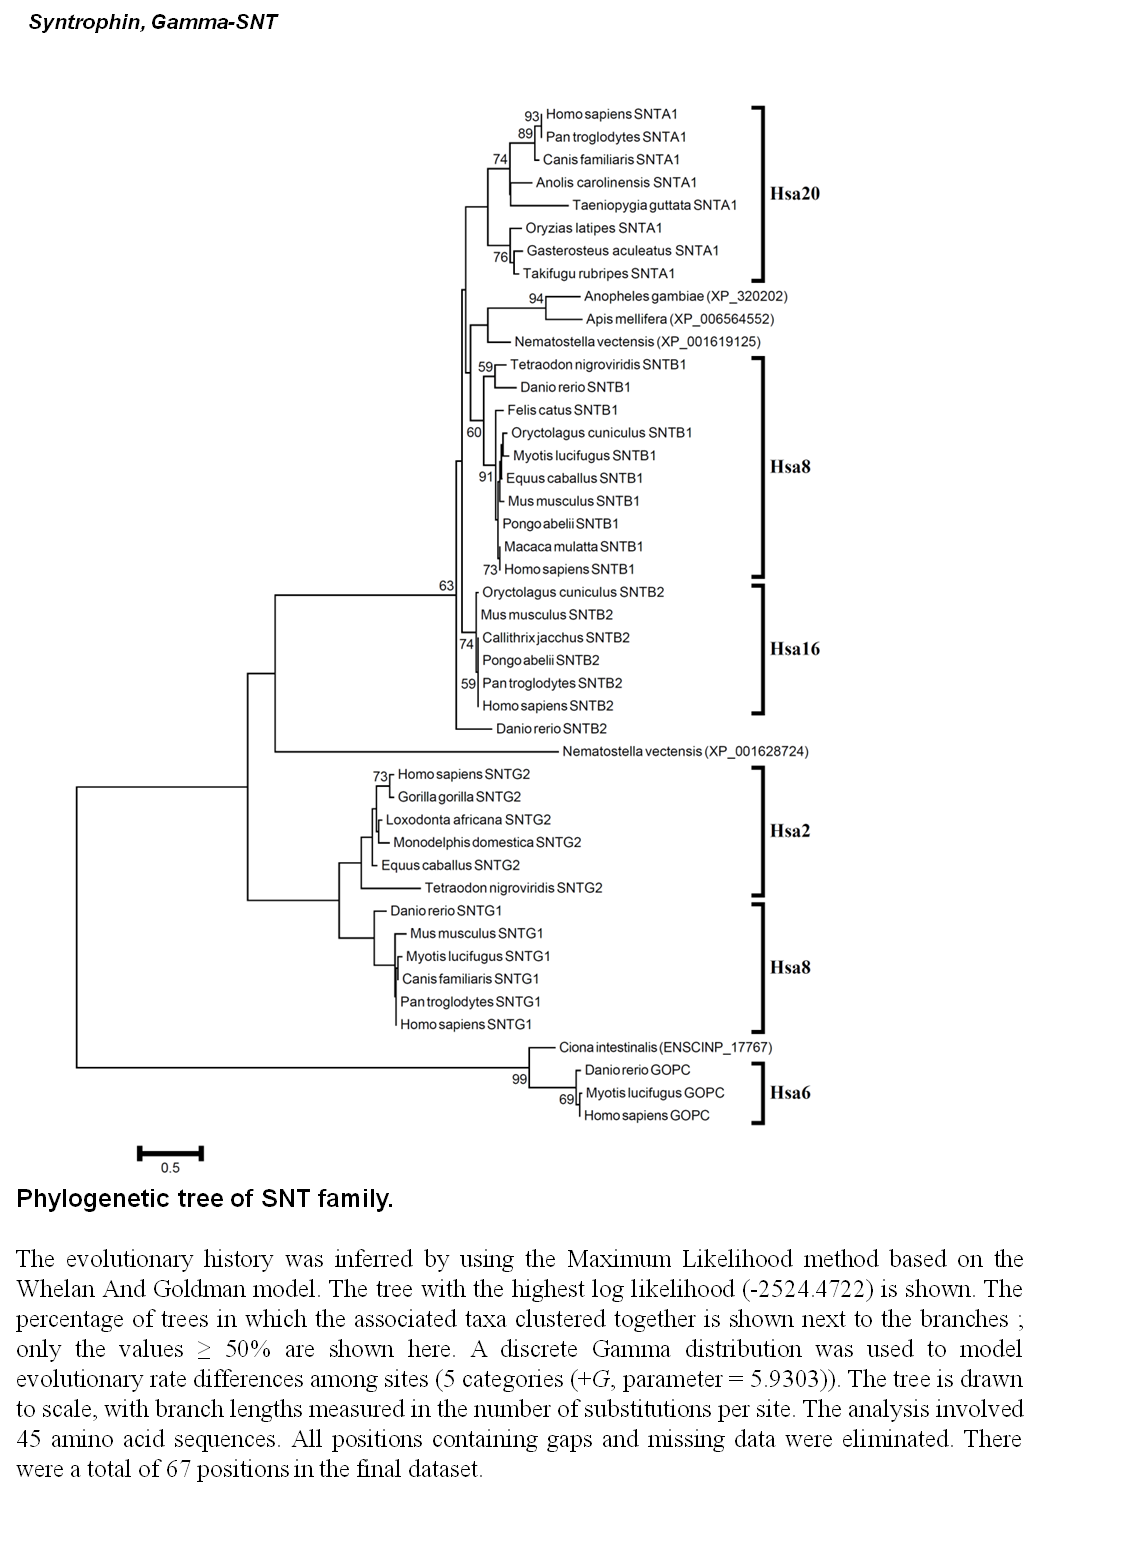 Syntrophin, Gamma-SNT
93
Homo sapiens SNTA1
89
Pan troglodytes SNTA1
74
Canis familiaris SNTA1
Anolis carolinensis SNTA1
Hsa20
Taeniopygia guttata SNTA1
Oryzias latipes SNTA1
76
Gasterosteus aculeatus SNTA1
Takifugu rubripes SNTA1
94
Anopheles gambiae (XP_320202)
Apis mellifera (XP_006564552)
Nematostella vectensis (XP_001619125)
59
Tetraodon nigroviridis SNTB1
Danio rerio SNTB1
Felis catus SNTB1
60
Oryctolagus cuniculus SNTB1
Myotis lucifugus SNTB1
Hsa8
91
Equus caballus SNTB1
Mus musculus SNTB1
Pongo abelii SNTB1
Macaca mulatta SNTB1
73
Homo sapiens SNTB1
63
Oryctolagus cuniculus SNTB2
Mus musculus SNTB2
74
Callithrix jacchus SNTB2
Hsa16
Pongo abelii SNTB2
59
Pan troglodytes SNTB2
Homo sapiens SNTB2
Danio rerio SNTB2
Nematostella vectensis (XP_001628724)
73
Homo sapiens SNTG2
Gorilla gorilla SNTG2
Loxodonta africana SNTG2
Hsa2
Monodelphis domestica SNTG2
Equus caballus SNTG2
Tetraodon nigroviridis SNTG2
Danio rerio SNTG1
Mus musculus SNTG1
Myotis lucifugus SNTG1
Hsa8
Canis familiaris SNTG1
Pan troglodytes SNTG1
Homo sapiens SNTG1
Ciona intestinalis (ENSCINP_17767)
99
Danio rerio GOPC
69
Myotis lucifugus GOPC
Hsa6
Homo sapiens GOPC
0.5
Phylogenetic tree of SNT family.
The evolutionary history was inferred by using the Maximum Likelihood method based on the
Whelan And Goldman model. The tree with the highest log likelihood (-2524.4722) is shown. The
percentage of trees in which the associated taxa clustered together is shown next to the branches ;
only the values ≥ 50% are shown here. A discrete Gamma distribution was used to model
evolutionary rate differences among sites (5 categories (+G, parameter = 5.9303)). The tree is drawn
to scale, with branch lengths measured in the number of substitutions per site. The analysis involved
45 amino acid sequences. All positions containing gaps and missing data were eliminated. There
were a total of 67 positions in the final dataset.